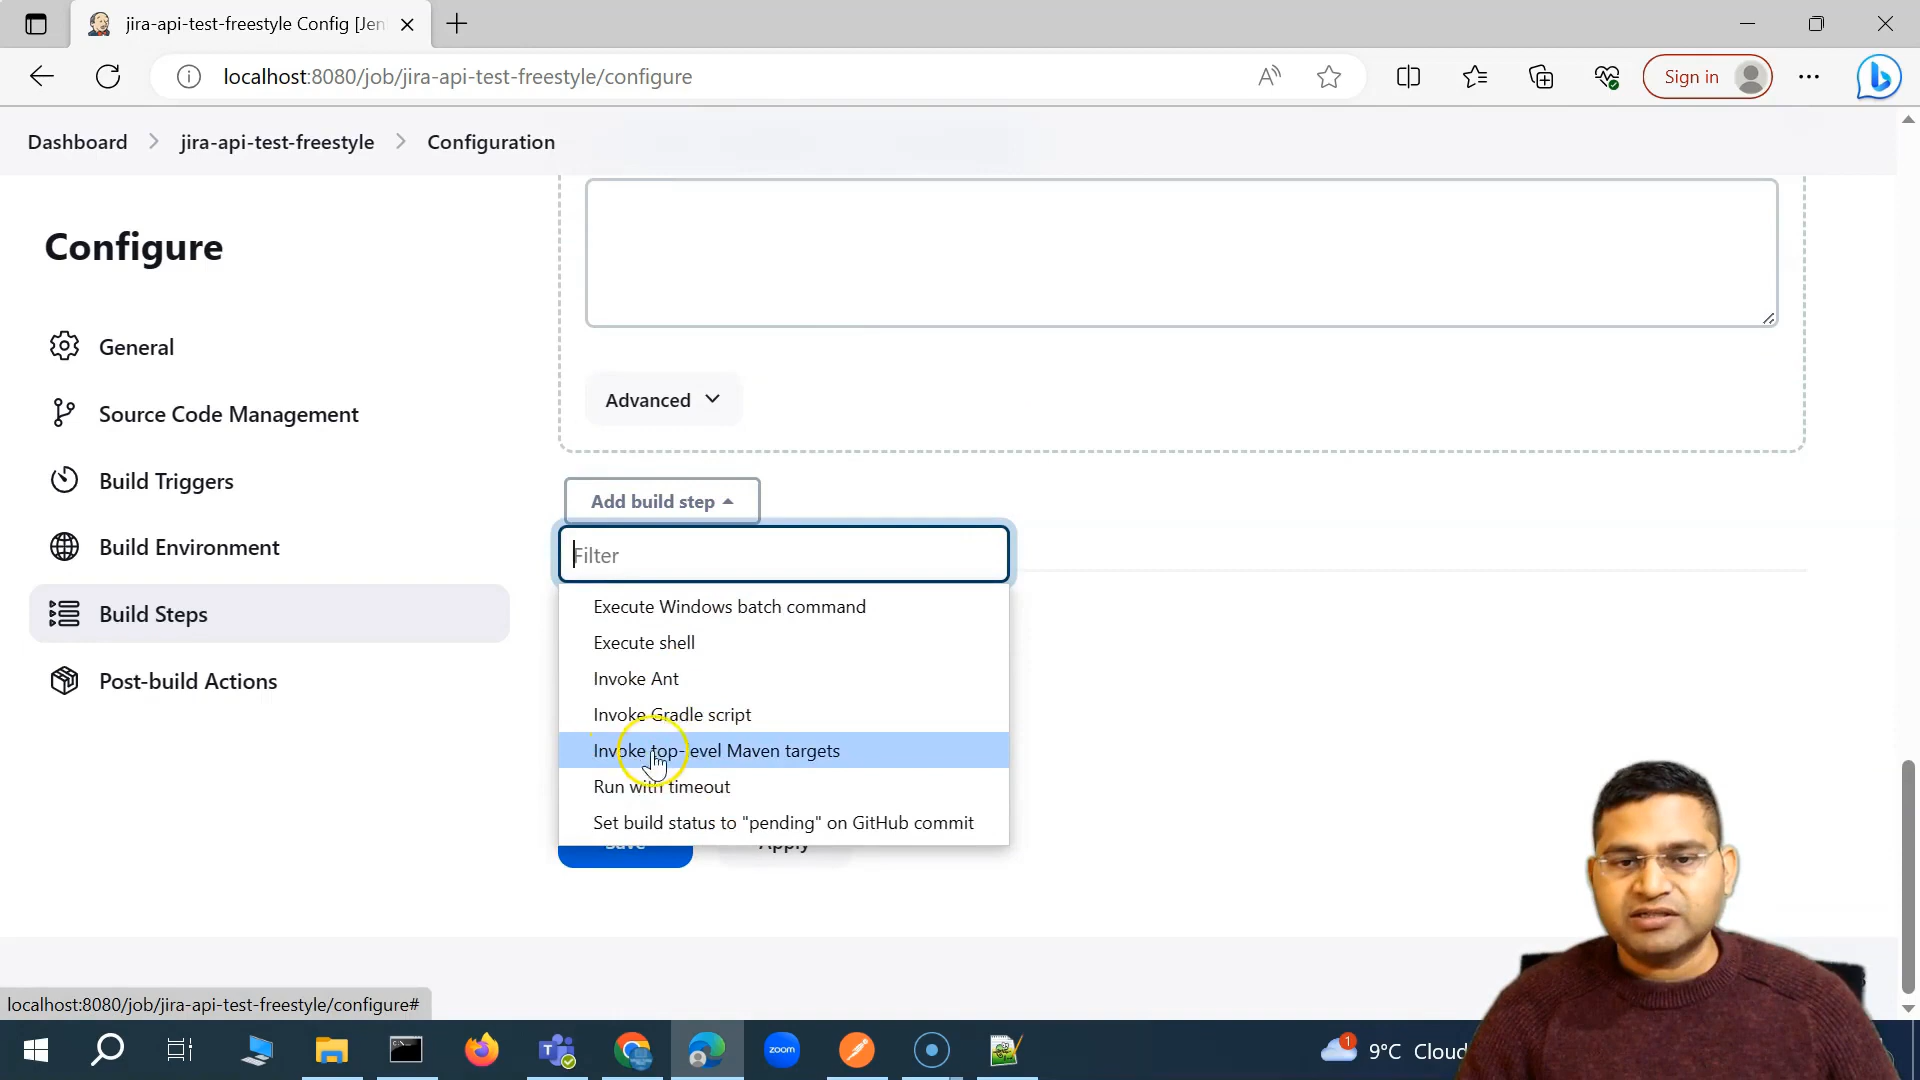 jira-api-test-freestyle Config [Jen
localhost:8080/job/jira-api-test-freestyle/configure
Sign in
Dashboard
jira-api-test-freestyle
Configuration
Configure
General
Source Code Management
Build Triggers
Build Environment
Build Steps
Post-build Actions
Advanced
Add build step
Filter
Execute Windows batch command
Execute shell
Invoke Ant
Invoke Gradle script
Invoke top-level Maven targets
Run with timeout
Set build status to "pending" on GitHub commit
Save
Apply
localhost:8080/job/jira-api-test-freestyle/configure#
zoom
1
9°C Cloud